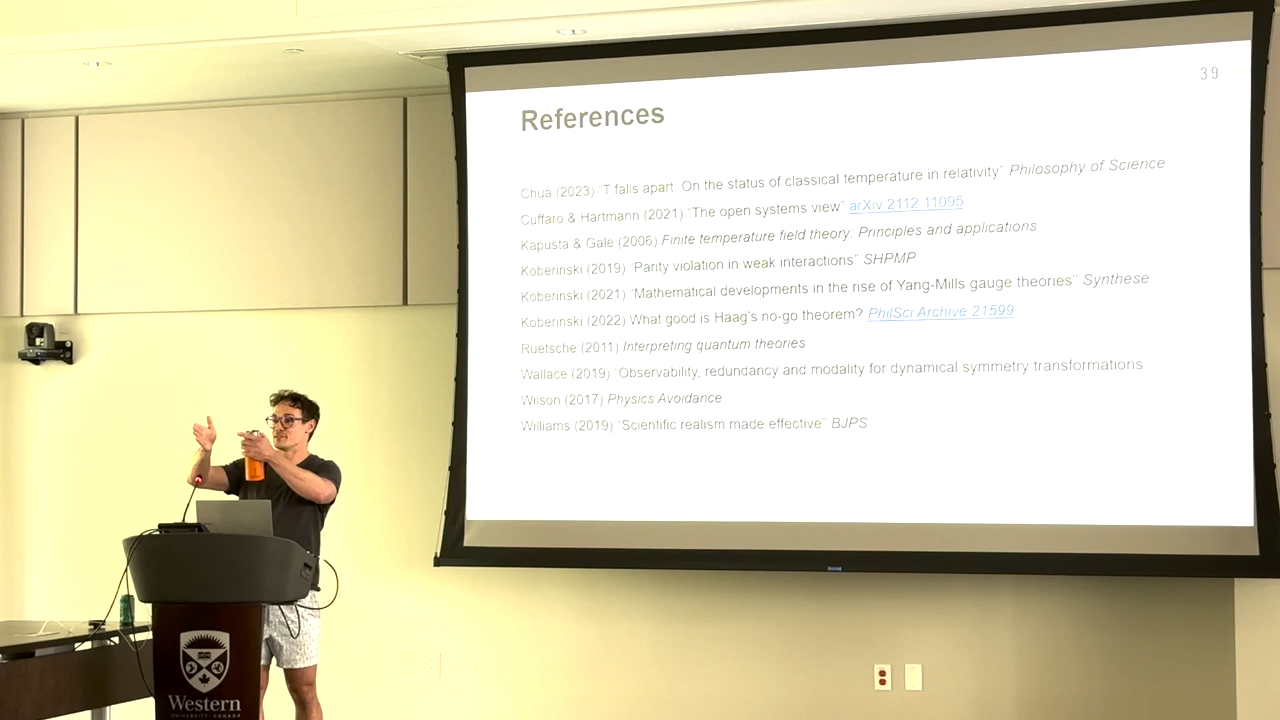 39
References
Chua (2023) "T falls apart: On the status of classical temperature in relativity" Philosophy of Science
Cuffaro & Hartmann (2021) "The open systems view" arXiv 2112.11095
Kapusta & Gale (2006) Finite temperature field theory: Principles and applications
Koberinski (2019) "Parity violation in weak interactions" SHPMP
Koberinski (2021) "Mathematical developments in the rise of Yang-Mills gauge theories" Synthese
Koberinski (2022) What good is Haag's no-go theorem? PhilSci Archive 21599
Ruetsche (2011) Interpreting quantum theories
Wallace (2019) Observability, redundancy and modality for dynamical symmetry transformations
Wilson (2017) Physics Avoidance
Williams (2019) "Scientific realism made effective" BJPS
Western
UNIVERSITY · CANADA